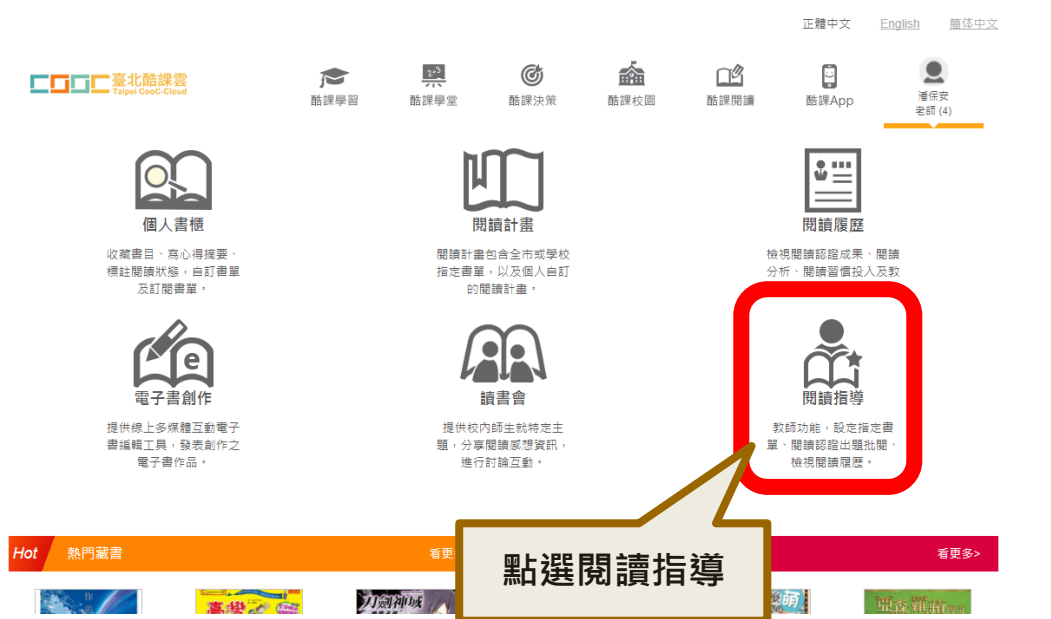 正體中文 English 簡体中文
臺北酷課雲
Taipei CooC-Cloud
酷課學習 酷課學堂 酷課決策 酷課校園 酷課閱讀 酷課App
潘保安
老師 (4)
個人書櫃
收藏書目、寫心得摘要、
標註閱讀狀態，自訂書單
及訂閱書單。
閱讀計畫
閱讀計畫包含全市或學校
指定書單，以及個人自訂
的閱讀計畫。
閱讀履歷
檢視閱讀認證成果、閱讀
分析、閱讀習慣投入及教
電子書創作
提供線上多媒體互動電子
書編輯工具，發表創作之
電子書作品。
讀書會
提供校內師生就特定主
題，分享閱讀感想資訊，
進行討論互動。
閱讀指導
教師功能，設定指定書
單、閱讀認證出題批閱、
檢視閱讀履歷。
點選閱讀指導
Hot 熱門藏書 看更 看更多>
你
臺灣
刀劍神域
萌